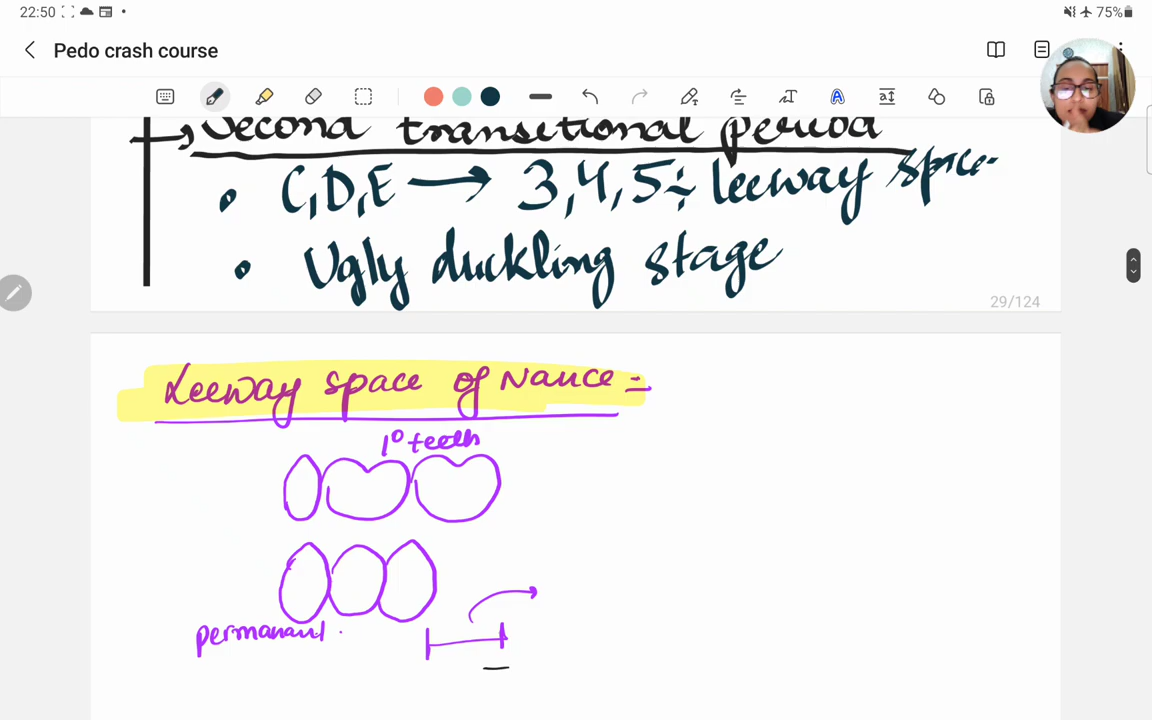 22:50
75%
Pedo crash course
Second transitional period
• C, D, E → 3, 4, 5 ÷ leeway space
• Ugly duckling stage
29/124
Leeway space of Nance =
1° teeth
permanant